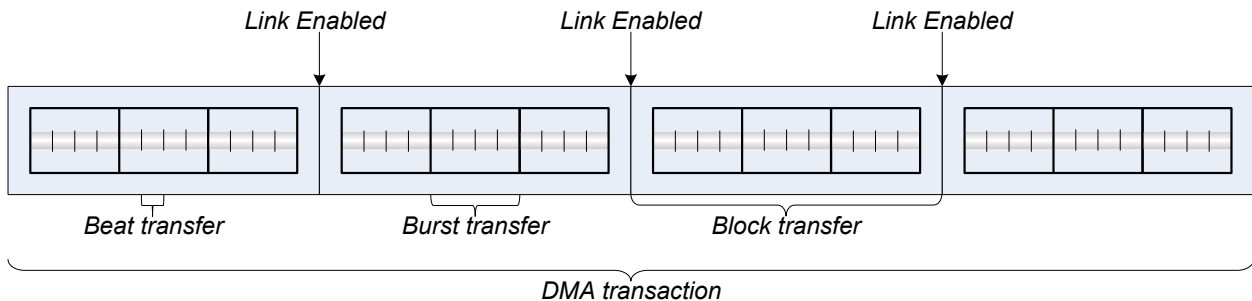 Link Enabled Link Enabled Link Enabled
Beat transfer Burst transfer Block transfer
DMA transaction